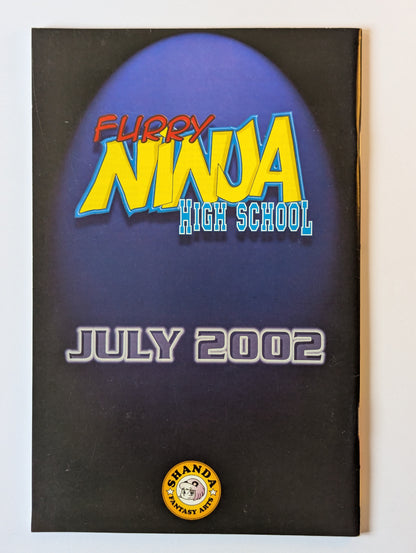 FURRY
NINJA
HIGH SCHOOL
JULY 2002
SHANDA
FANTASY ARTS